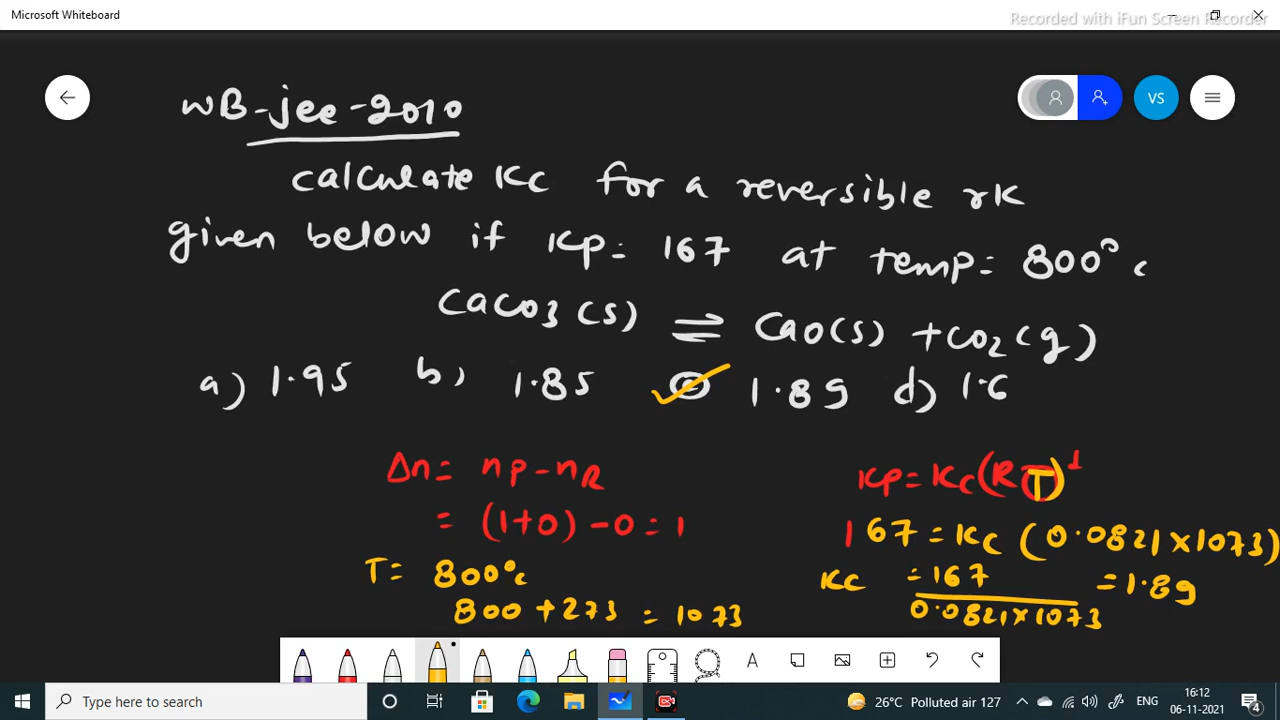 Microsoft Whiteboard
Recorded with iFun Screen Recorder
WB-jee-2010
VS
calculate Kc for a reversible rx
given below if Kp= 167 at temp= 800°c
CaCO3(s) ⇌ CaO(s) + CO2(g)
a) 1.95 b) 1.85 c 1.89 d) 1.6
Δn= nP-nR
= (1+0) -0=1
T= 800°c
800 +273 = 1073
Kp= Kc(RT)1
167 = Kc (0.0821×1073)
Kc = 167/0.0821×1073 = 1.89
A
Type here to search
26°C Polluted air 127
ENG
16:12
06-11-2021
4